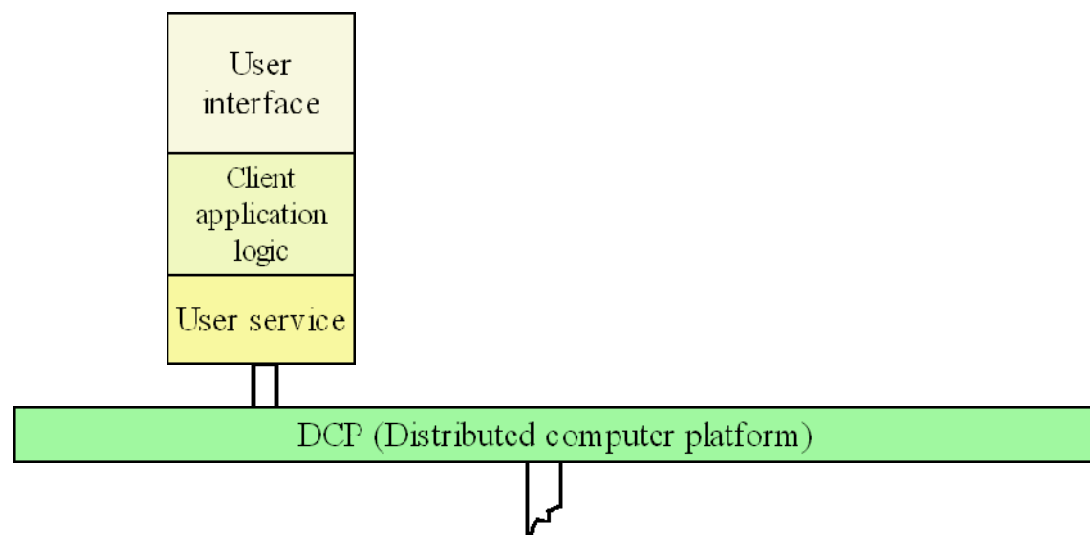 User
interface
Client
application
logic
User service
DCP (Distributed computer platform)